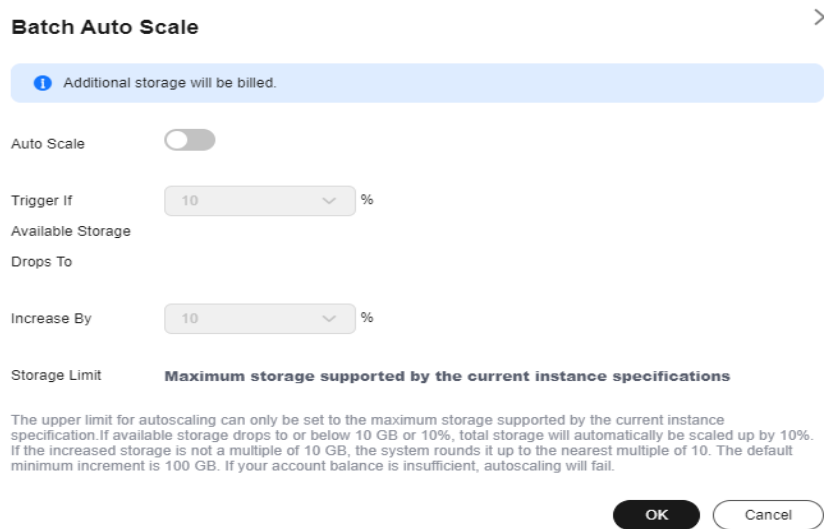 Batch Auto Scale
Additional storage will be billed.
Auto Scale
Trigger If
Available Storage
Drops To
10
%
Increase By
10
%
Storage Limit
Maximum storage supported by the current instance specifications
The upper limit for autoscaling can only be set to the maximum storage supported by the current instance
specification.If available storage drops to or below 10 GB or 10%, total storage will automatically be scaled up by 10%.
If the increased storage is not a multiple of 10 GB, the system rounds it up to the nearest multiple of 10. The default
minimum increment is 100 GB. If your account balance is insufficient, autoscaling will fail.
OK
Cancel